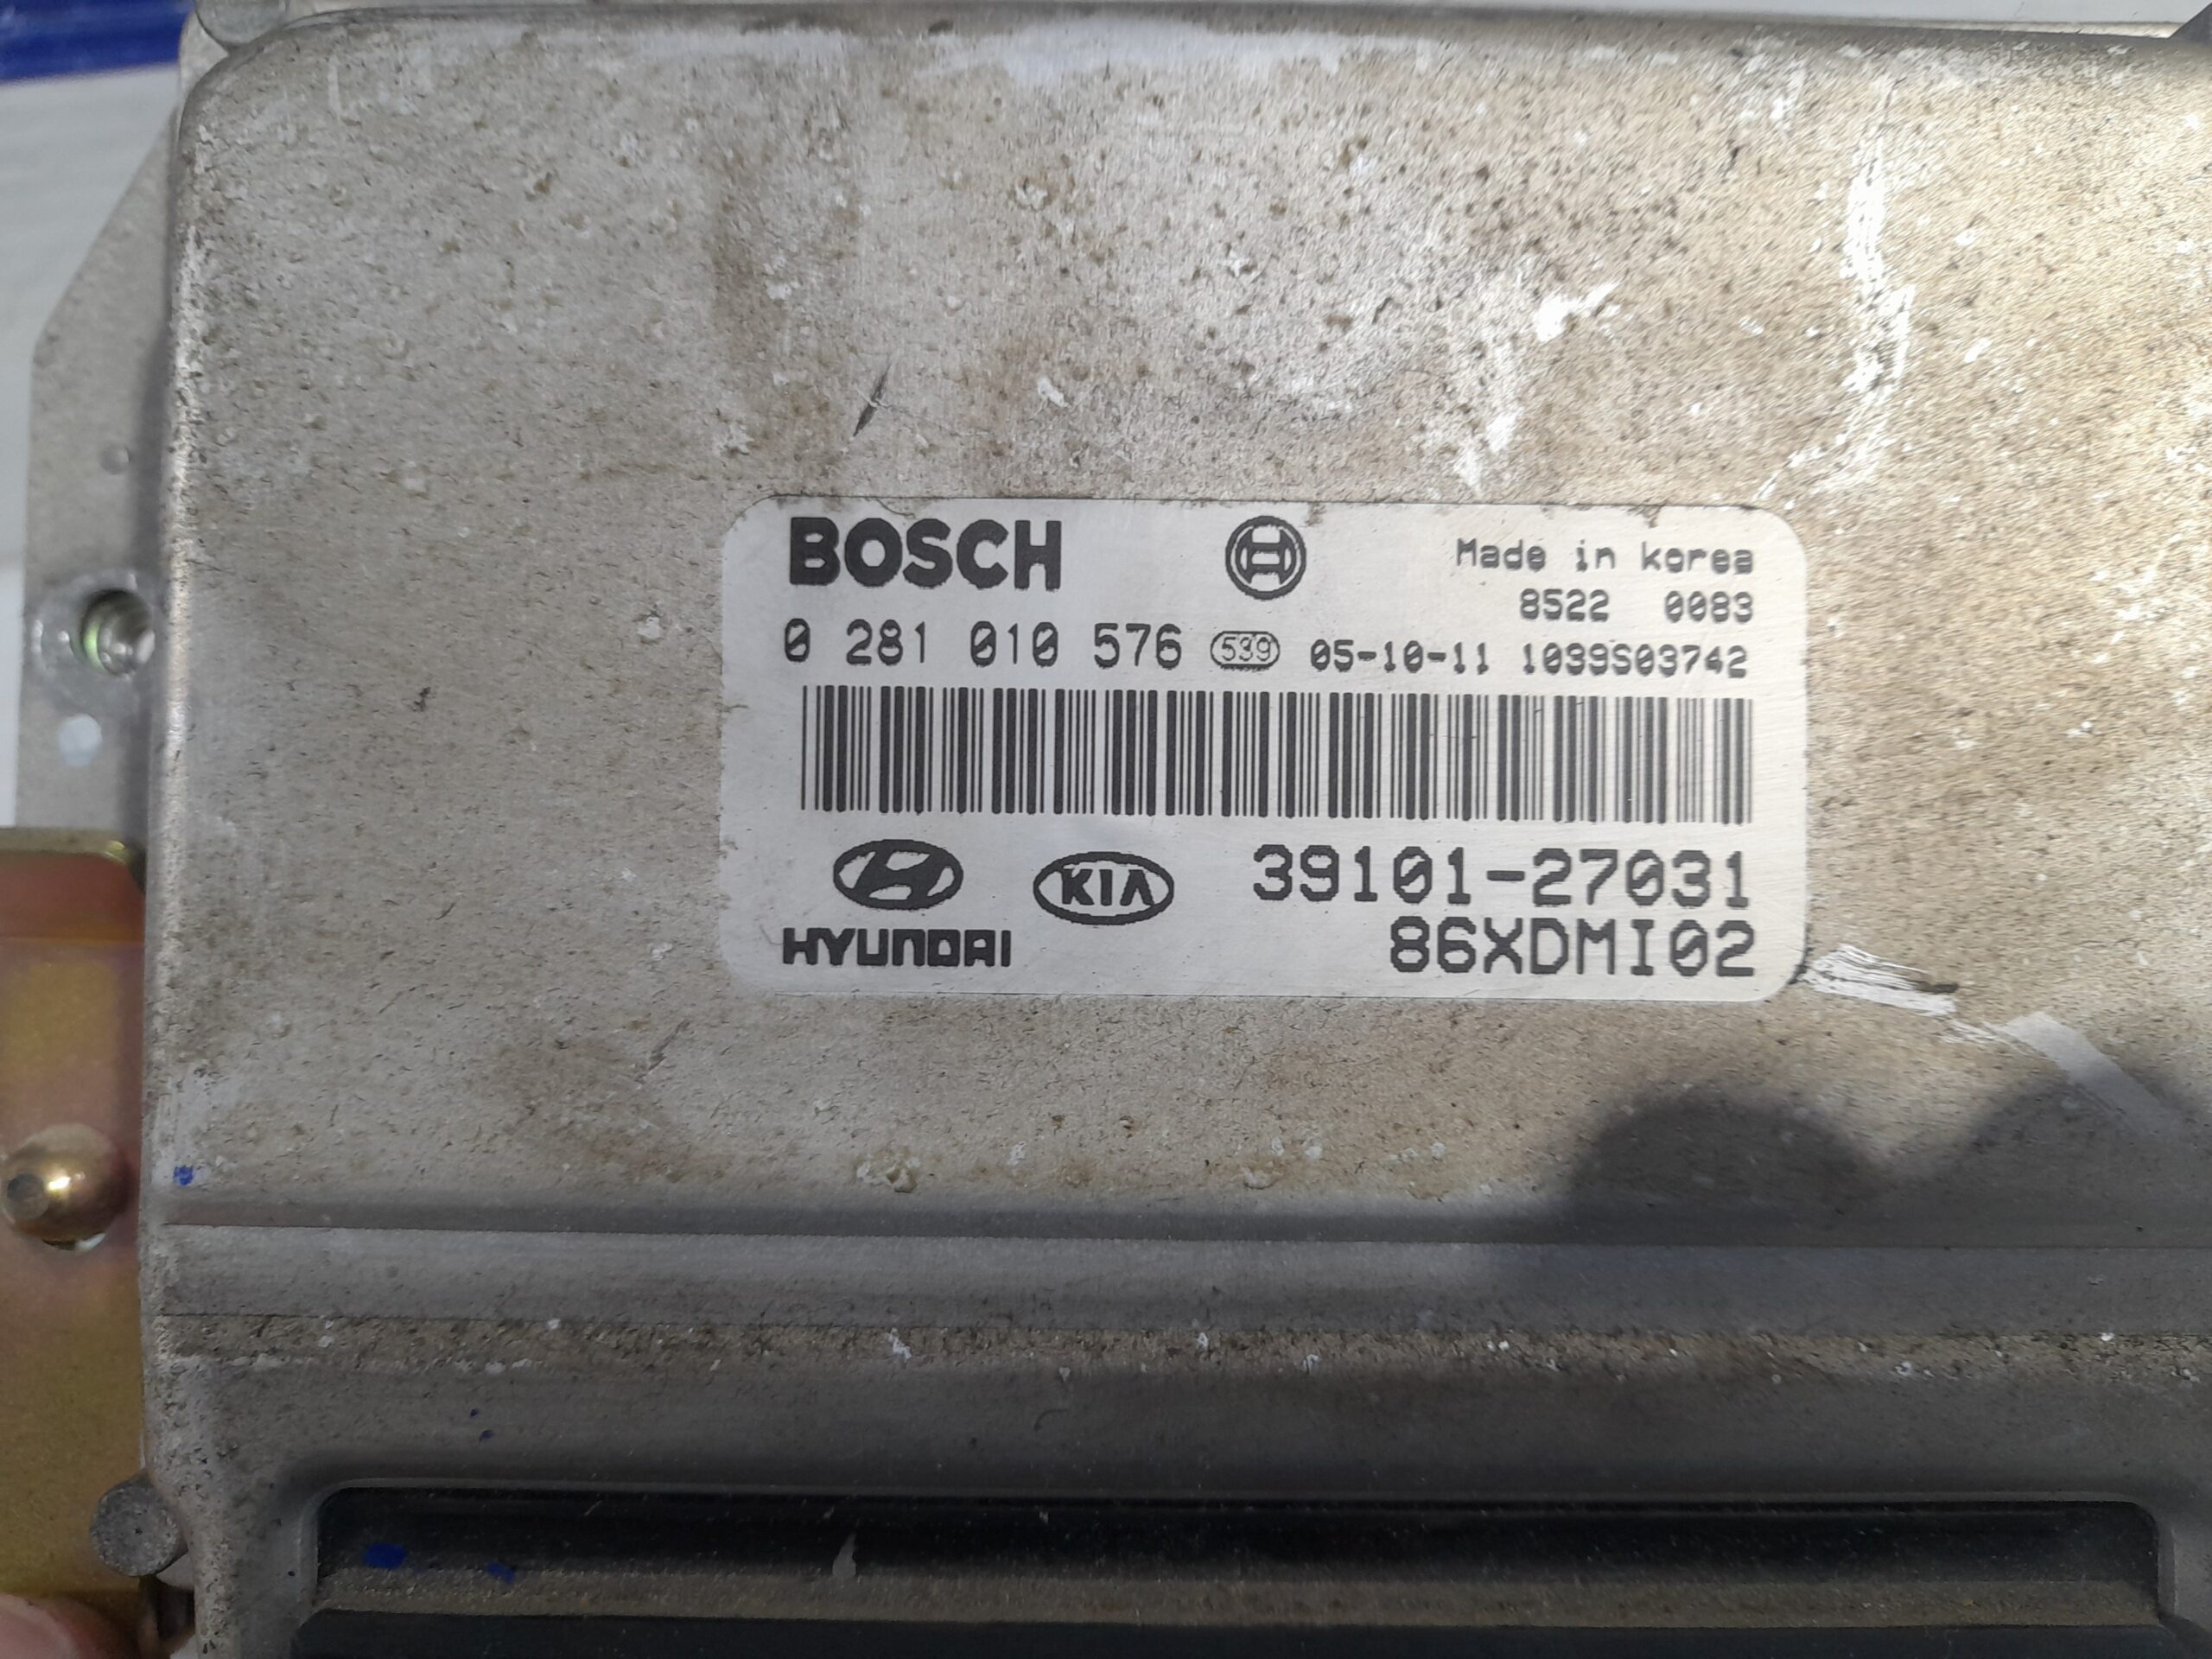 BOSCH
Made in korea
8522 0083
0 281 010 576 539 05-10-11 1039S03742
KIA 39101-27031
HYUNDAI 86XDMI02